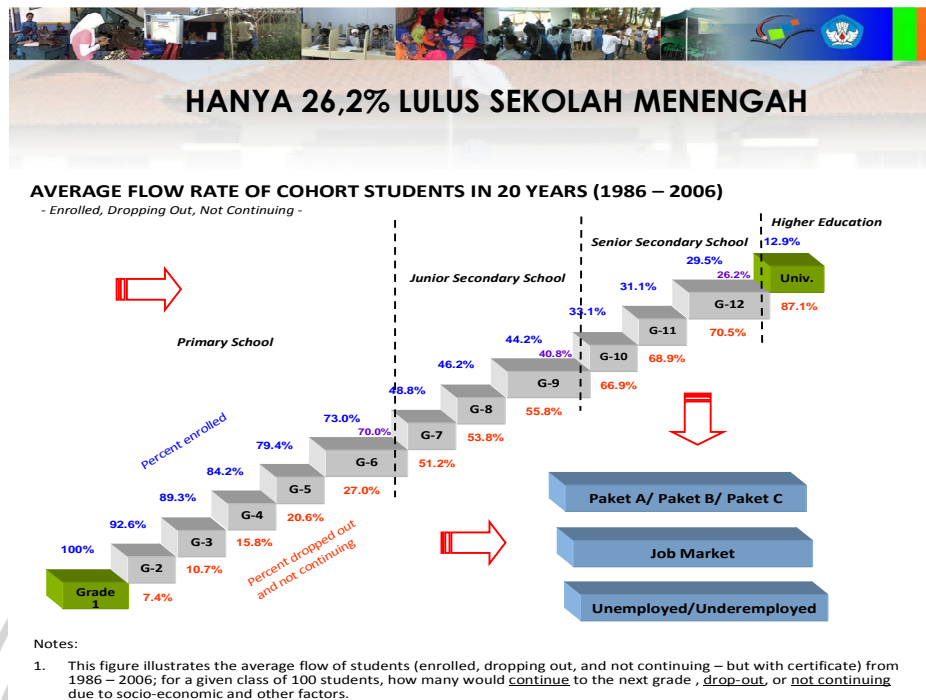 HANYA 26,2% LULUS SEKOLAH MENENGAH
AVERAGE FLOW RATE OF COHORT STUDENTS IN 20 YEARS (1986 – 2006)
- Enrolled, Dropping Out, Not Continuing -
Higher Education
Senior Secondary School
12.9%
29.5%
26.2%
Univ.
Junior Secondary School
31.1%
G-12
87.1%
33.1%
G-11
70.5%
Primary School
44.2%
40.8%
G-10
68.9%
46.2%
G-9
66.9%
48.8%
G-8
55.8%
73.0%
70.0%
G-7
53.8%
Percent enrolled
79.4%
G-6
51.2%
84.2%
G-5
27.0%
89.3%
G-4
20.6%
92.6%
G-3
15.8%
Percent dropped out
and not continuing
100%
G-2
10.7%
Grade
1
7.4%
Paket A/ Paket B/ Paket C
Job Market
Unemployed/Underemployed
Notes:
1. This figure illustrates the average flow of students (enrolled, dropping out, and not continuing – but with certificate) from
1986 – 2006; for a given class of 100 students, how many would continue to the next grade , drop-out, or not continuing
due to socio-economic and other factors.